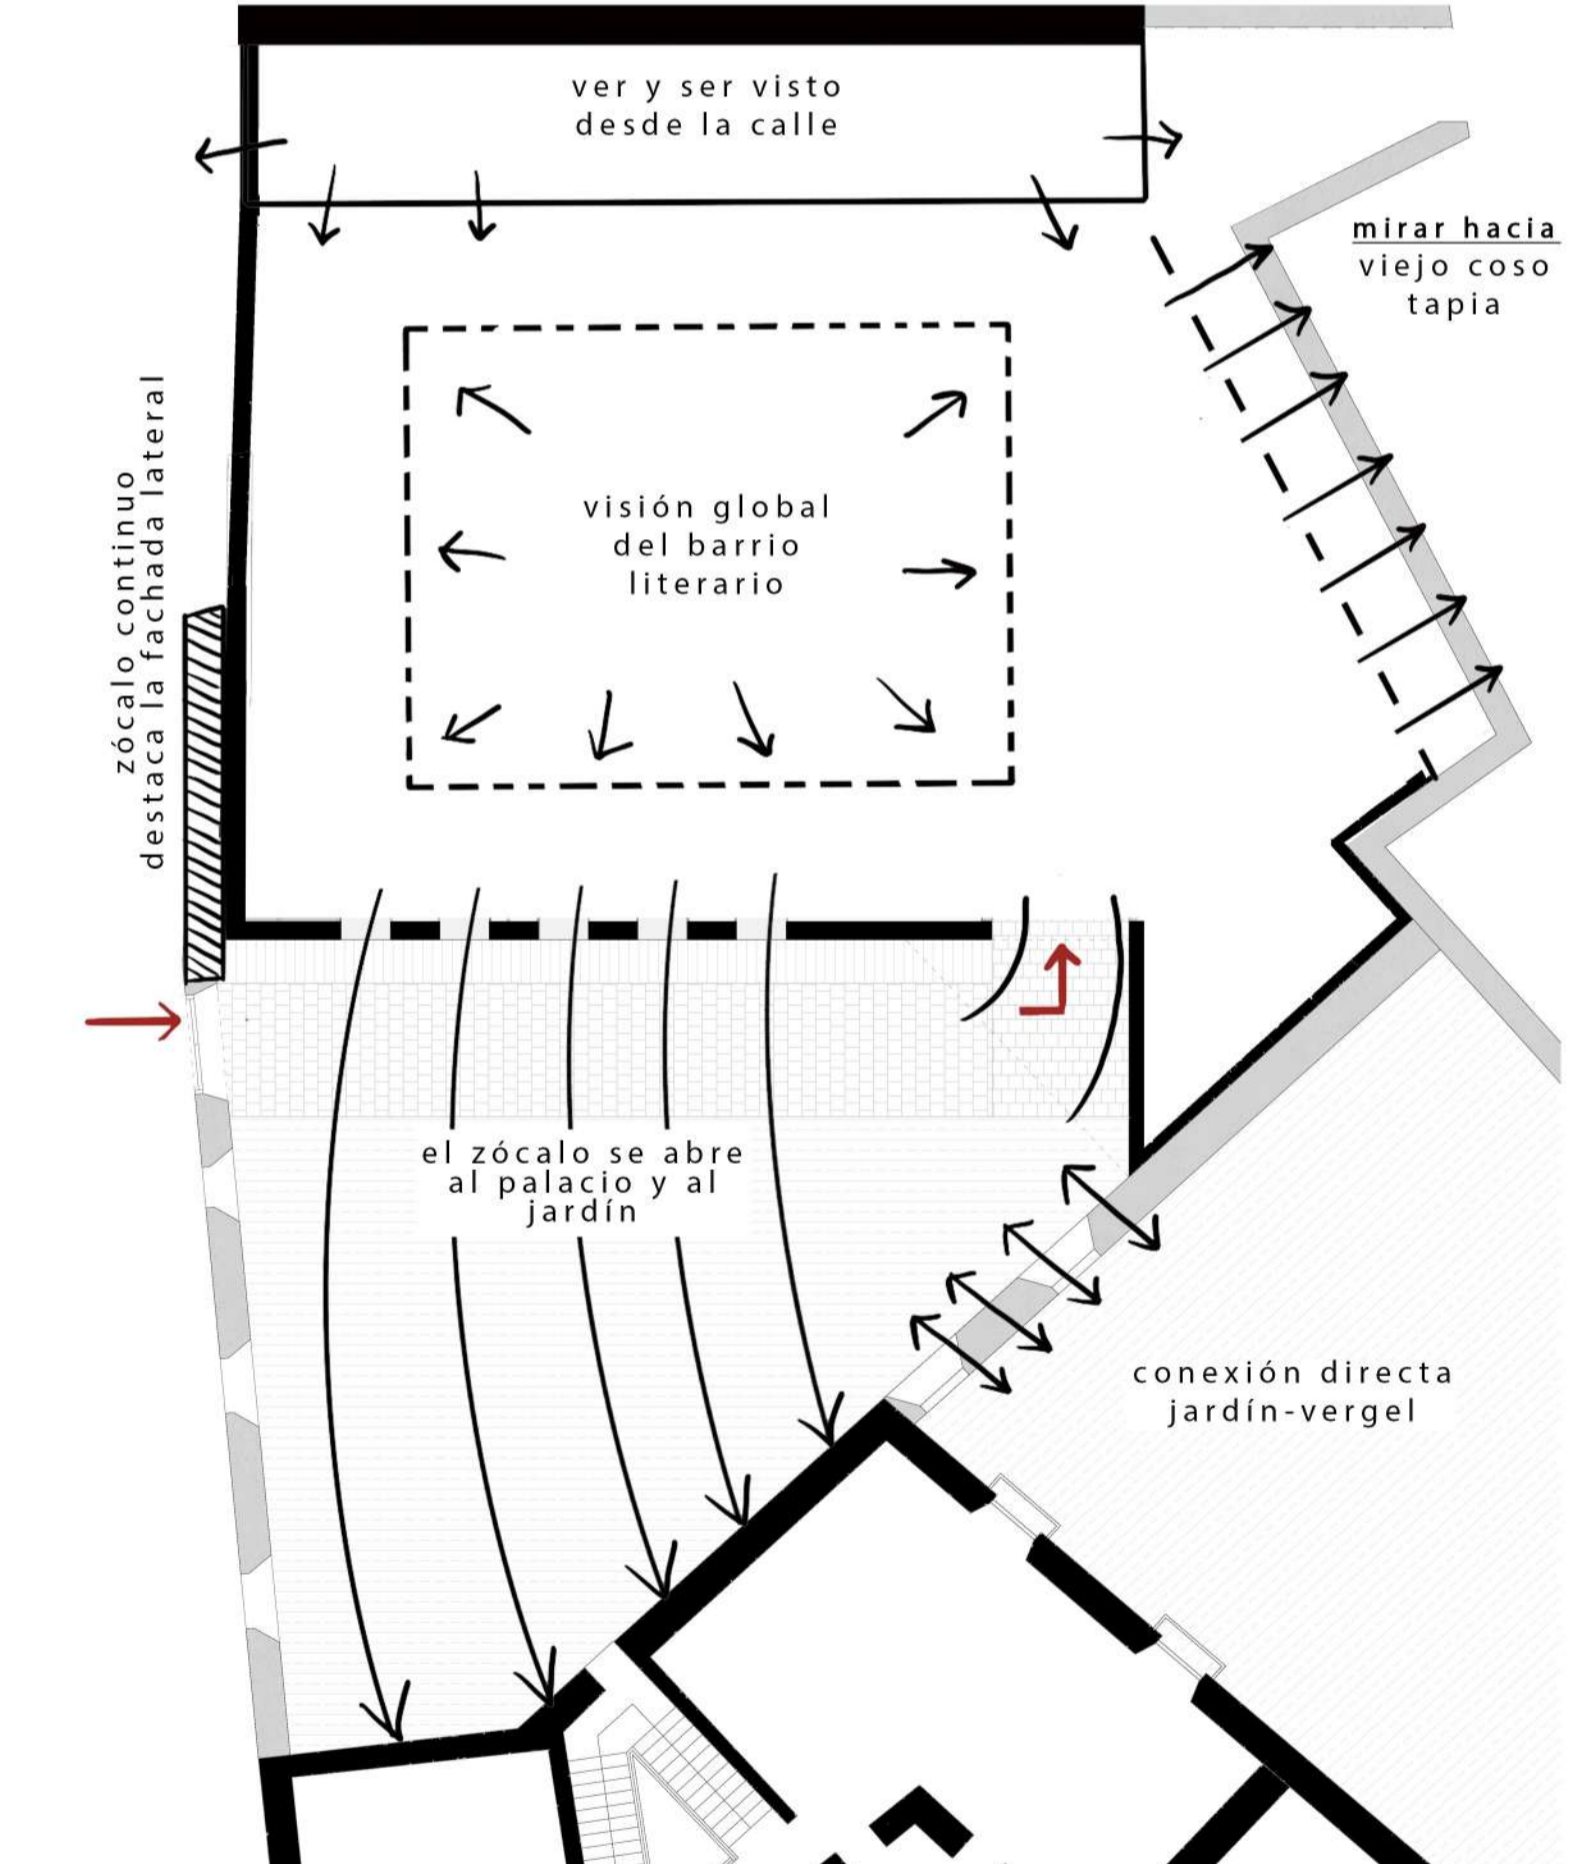 ver y ser visto
desde la calle
mirar hacia
viejo coso
tapia
zócalo continuo
destaca la fachada lateral
visión global
del barrio
literario
el zócalo se abre
al palacio y al
jardín
conexión directa
jardín-vergel